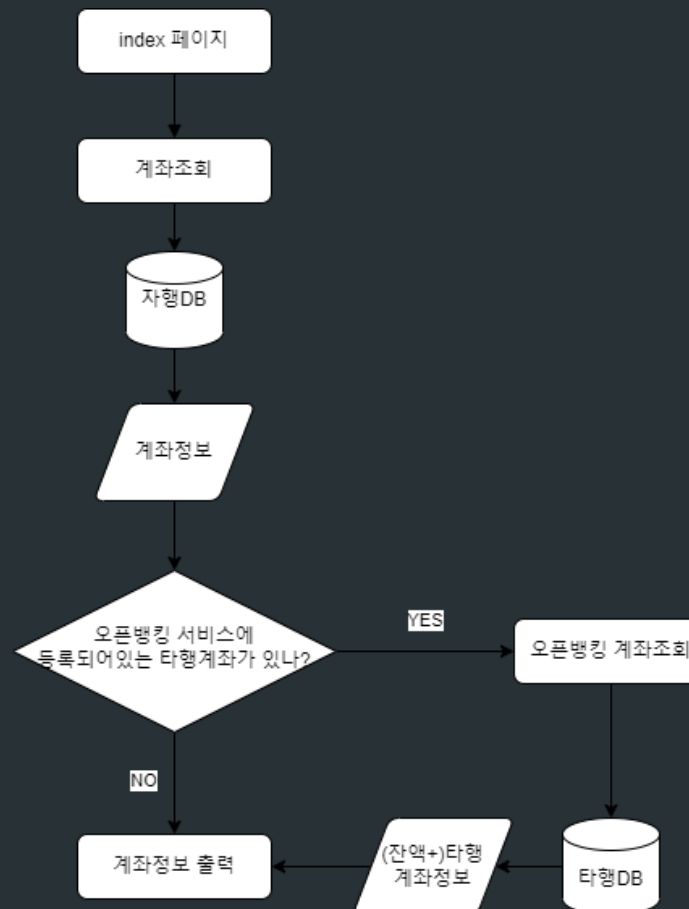 index 페이지
계좌조회
자행DB
계좌정보
오픈뱅킹 서비스에
등록되어있는 타행계좌가 있나?
YES
오픈뱅킹 계좌조회
NO
계좌정보 출력
(잔액+)타행
계좌정보
타행DB